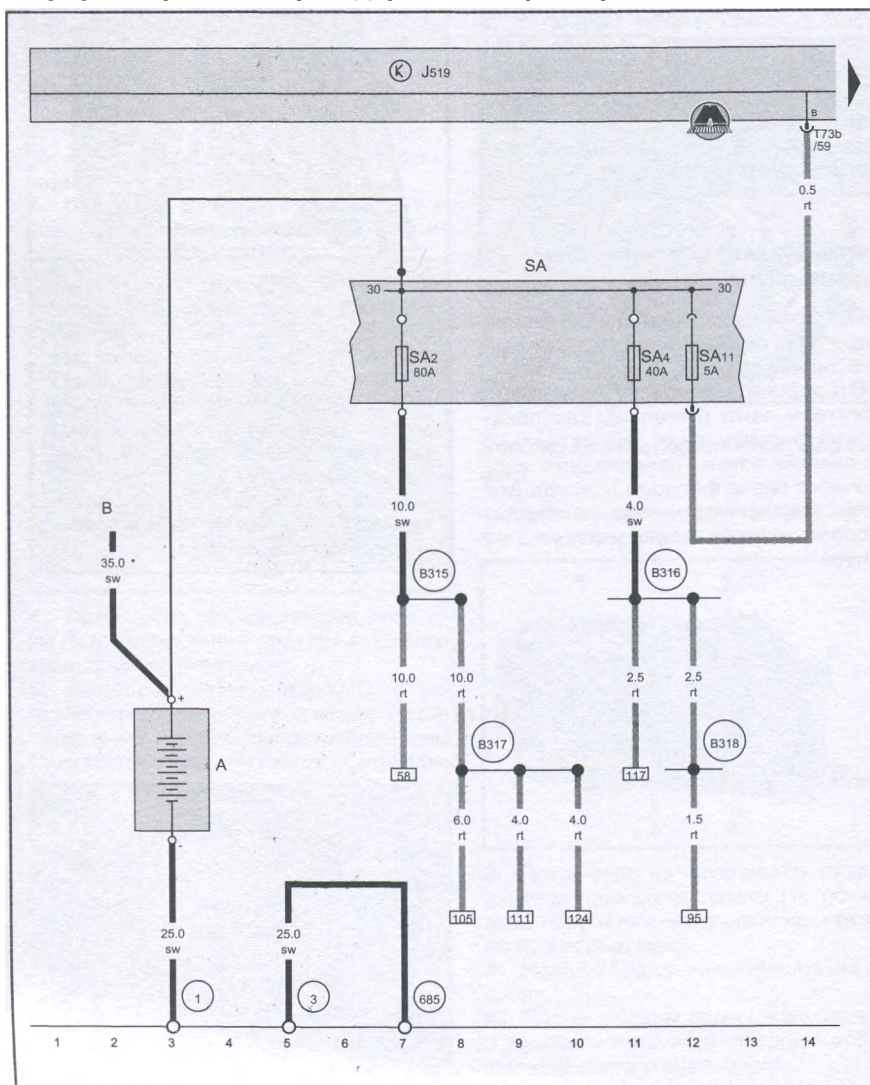 K J519
B
T73b
/59
0.5
rt
SA
30
30
SA2
80A
SA4
40A
SA11
5A
B
35.0 *
sw
10.0
sw
B315
4.0
sw
B316
+
A
-
10.0
rt
10.0
rt
2.5
rt
2.5
rt
B317
B318
58
117
6.0
rt
4.0
rt
4.0
rt
1.5
rt
105
111
124
95
25.0
sw
25.0
sw
1
3
685
1 2 3 4 5 6 7 8 9 10 11 12 13 14